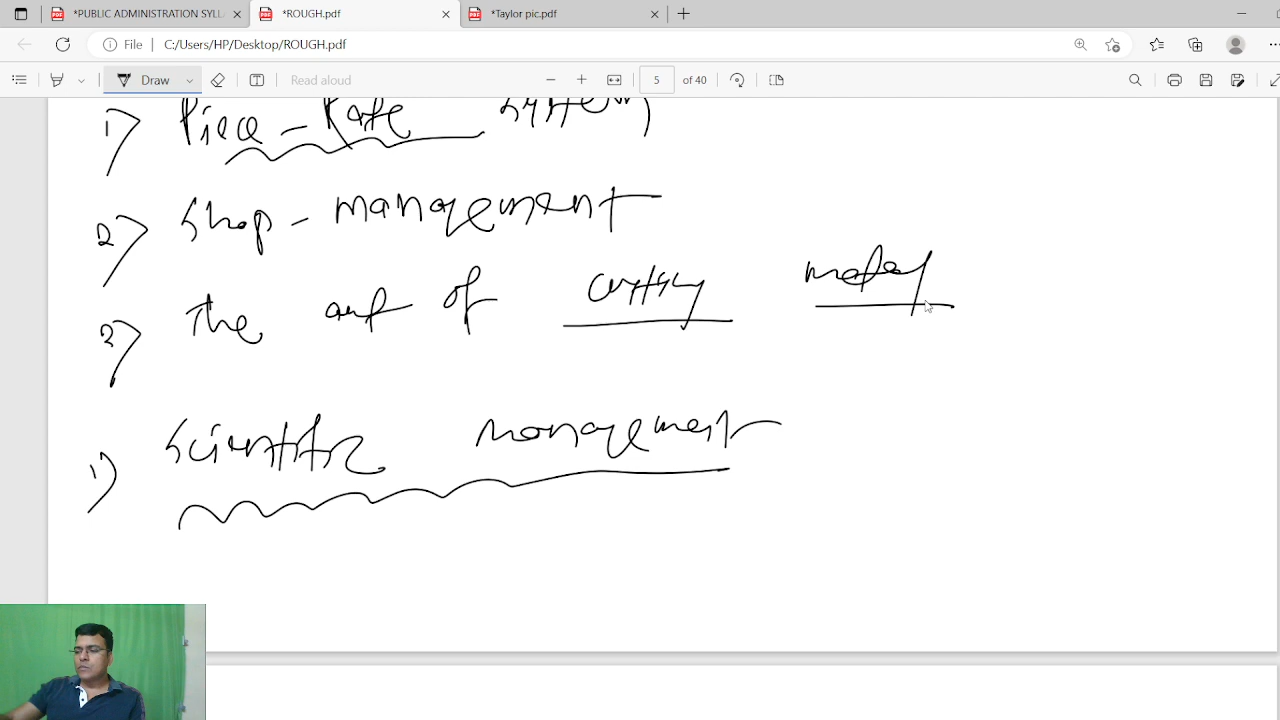 *PUBLIC ADMINISTRATION SYLLA
*ROUGH.pdf
*Taylor pic.pdf
File C:/Users/HP/Desktop/ROUGH.pdf
Draw Read aloud 5 of 40
1) Piece - Rate System
2) Shop - management
3) The art of cutting metal
1) Scientific management